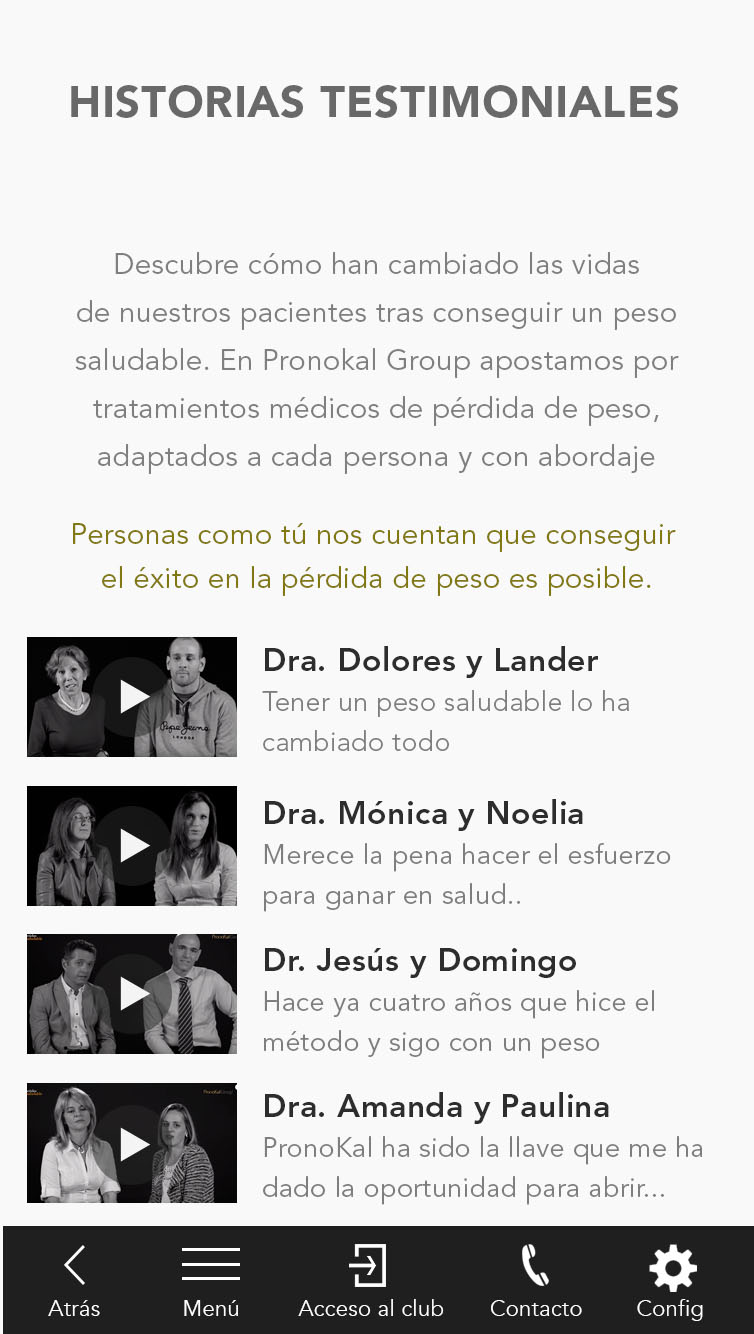 HISTORIAS TESTIMONIALES
Descubre cómo han cambiado las vidas
de nuestros pacientes tras conseguir un peso
saludable. En Pronokal Group apostamos por
tratamientos médicos de pérdida de peso,
adaptados a cada persona y con abordaje
Personas como tú nos cuentan que conseguir
el éxito en la pérdida de peso es posible.
Dra. Dolores y Lander
Tener un peso saludable lo ha
cambiado todo
Pepe Jeans
LONDON
Dra. Mónica y Noelia
Merece la pena hacer el esfuerzo
para ganar en salud..
Dr. Jesús y Domingo
Hace ya cuatro años que hice el
método y sigo con un peso
Dra. Amanda y Paulina
PronoKal ha sido la llave que me ha
dado la oportunidad para abrir...
Atrás
Menú
Acceso al club
Contacto
Config